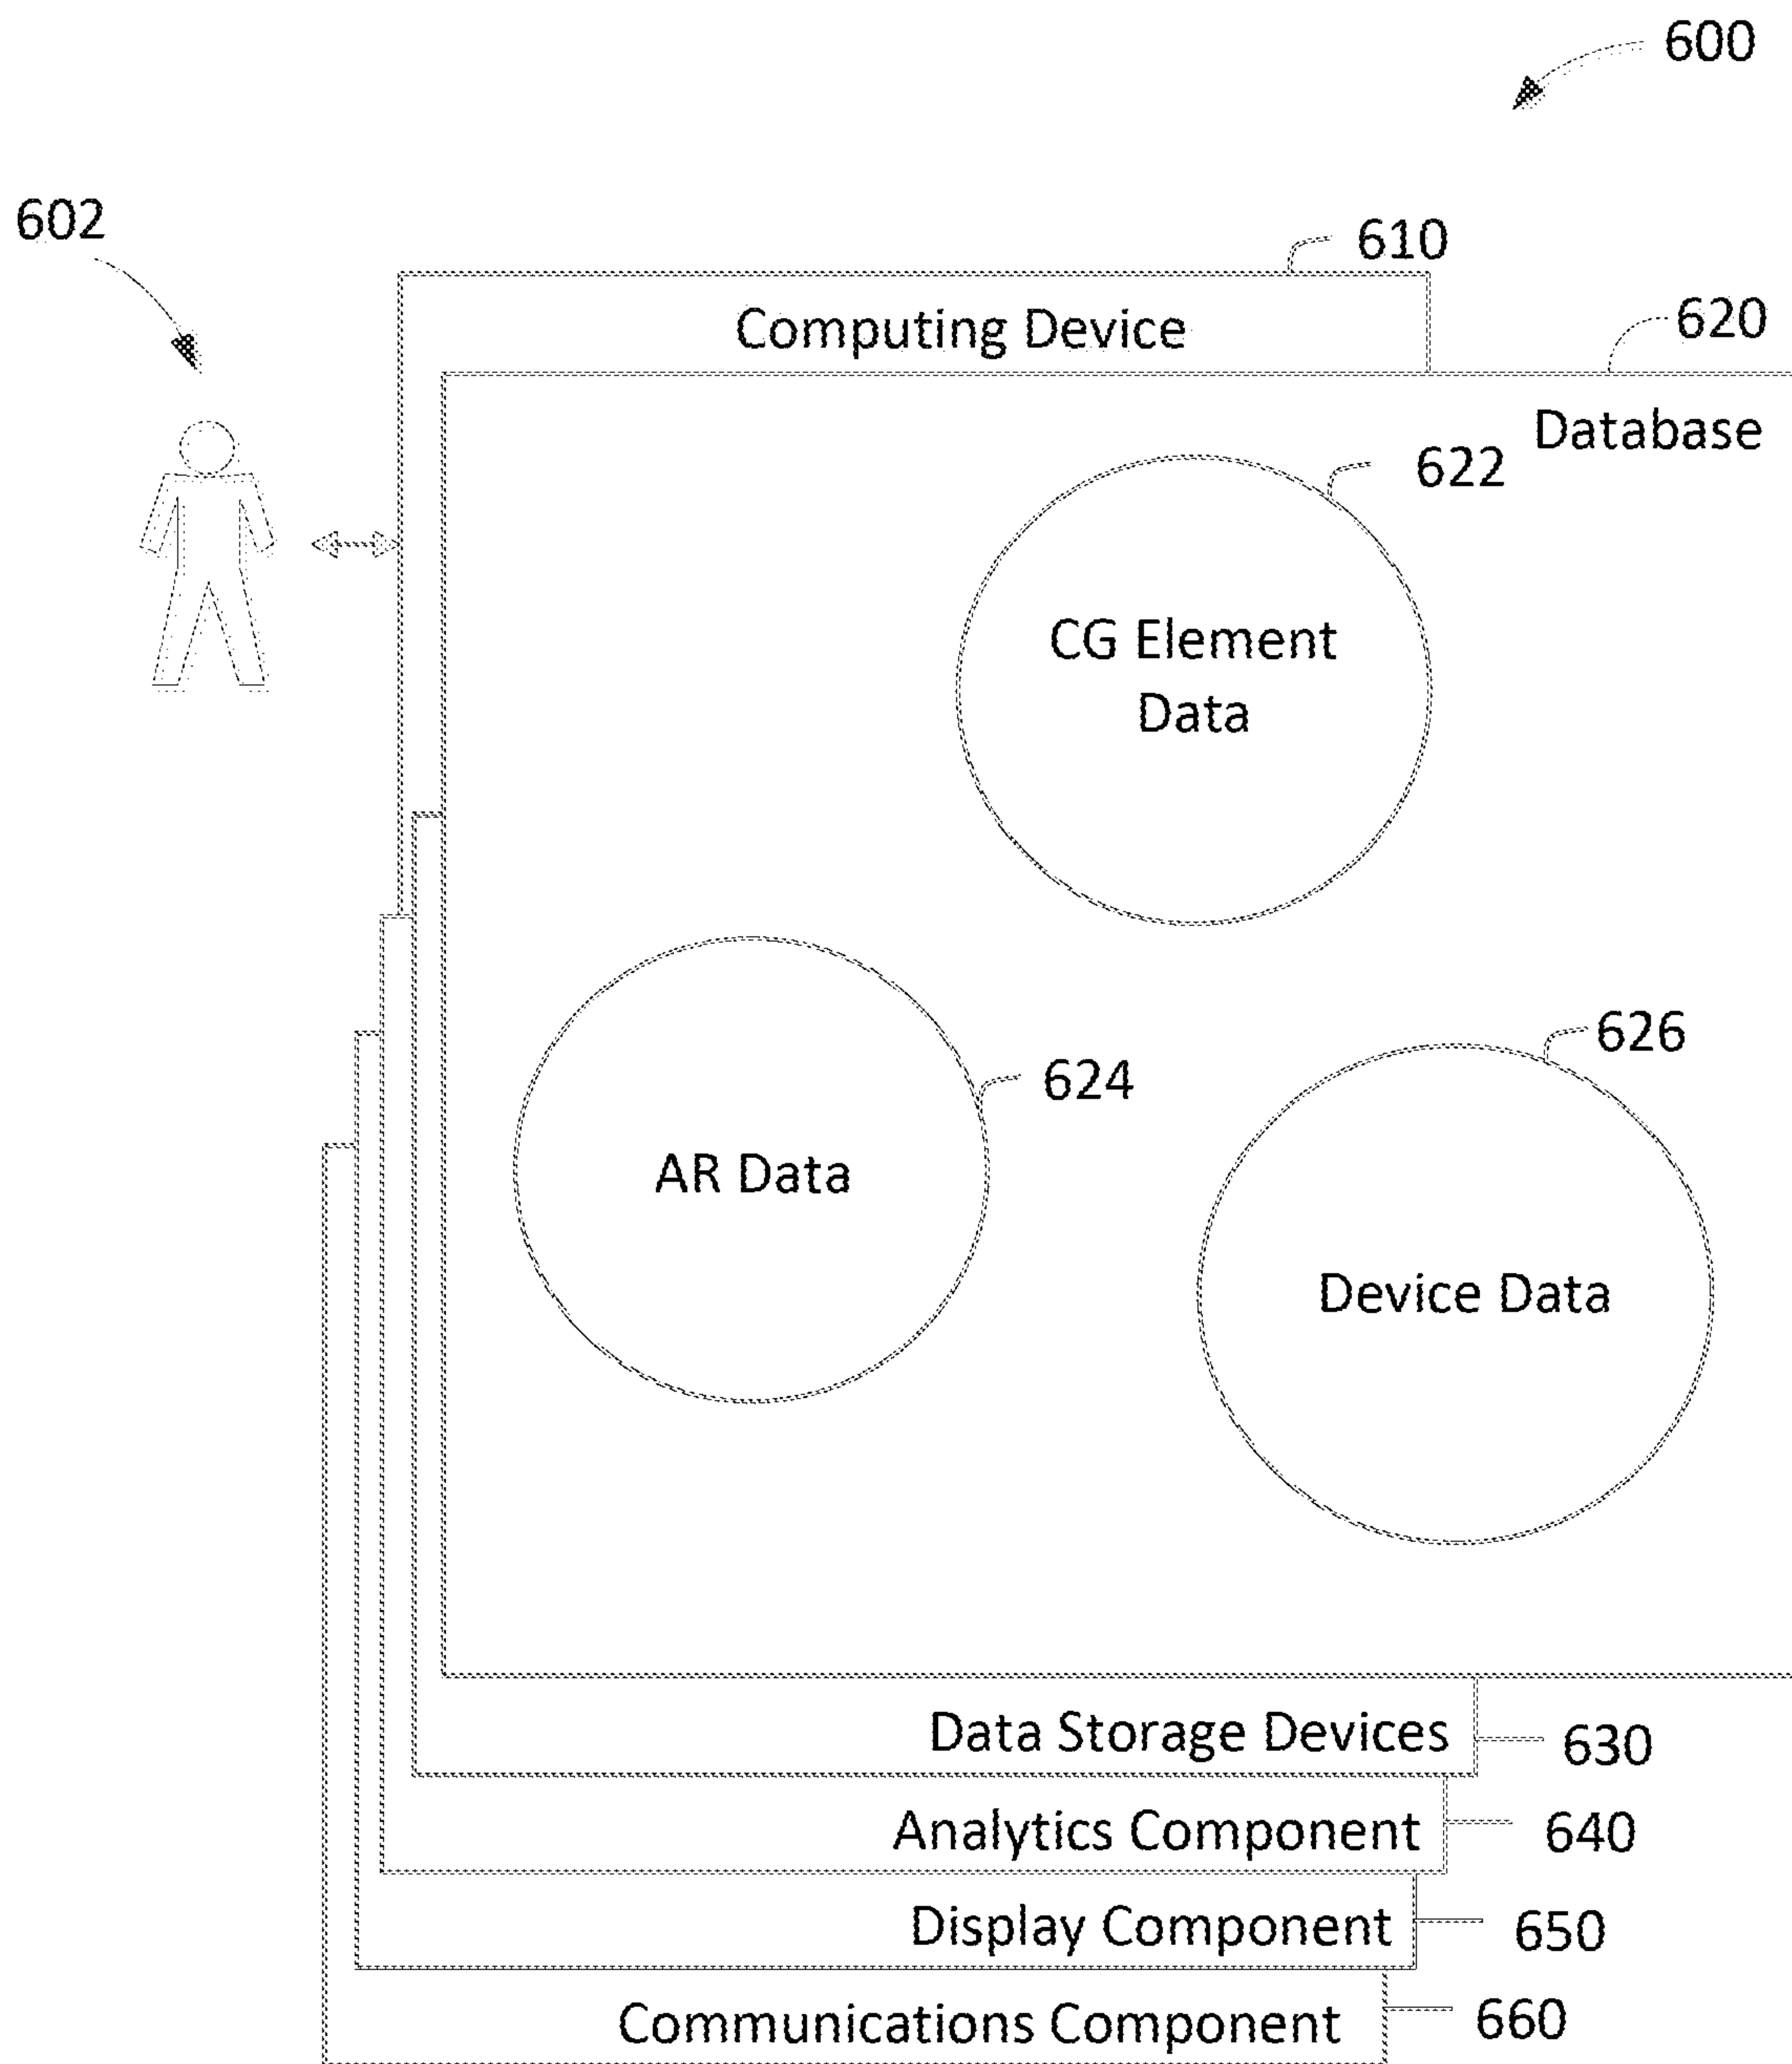 600
602
610
Computing Device
620
Database
622
CG Element
Data
626
624
AR Data
Device Data
Data Storage Devices
630
Analytics Component
640
Display Component
650
Communications Component
660